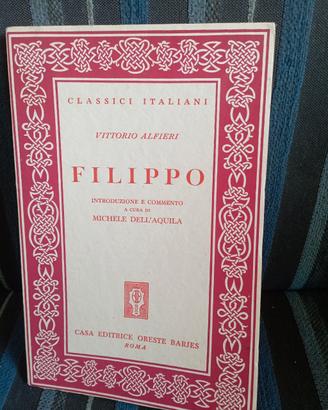 CLASSICI ITALIANI
VITTORIO ALFIERI
FILIPPO
INTRODUZIONE E COMMENTO
A CURA DI
MICHELE DELL'AQUILA
CASA EDITRICE ORESTE BARJES
ROMA